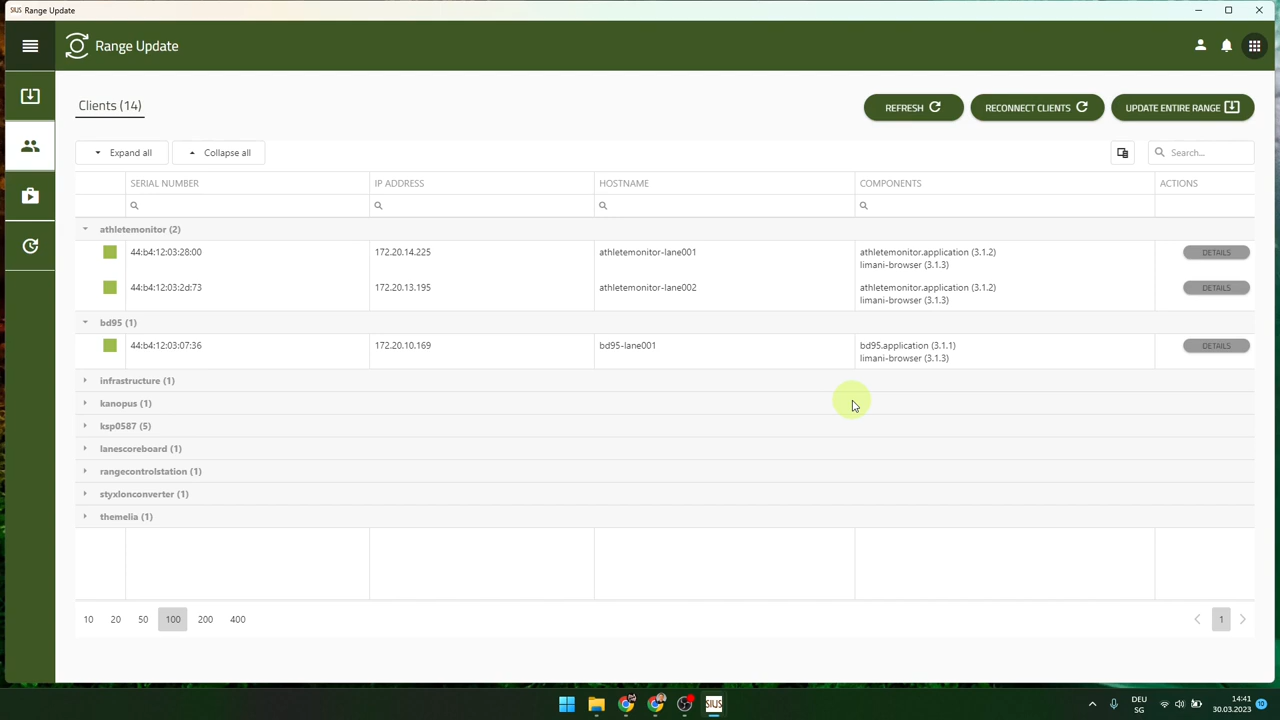 SIUS Range Update
Range Update
Clients (14)
REFRESH
RECONNECT CLIENTS
UPDATE ENTIRE RANGE
Expand all
Collapse all
Search...
SERIAL NUMBER
IP ADDRESS
HOSTNAME
COMPONENTS
ACTIONS
athletemonitor (2)
44:b4:12:03:28:00
172.20.14.225
athletemonitor-lane001
athletemonitor.application (3.1.2)
limani-browser (3.1.3)
DETAILS
44:b4:12:03:2d:73
172.20.13.195
athletemonitor-lane002
athletemonitor.application (3.1.2)
limani-browser (3.1.3)
DETAILS
bd95 (1)
44:b4:12:03:07:36
172.20.10.169
bd95-lane001
bd95.application (3.1.1)
limani-browser (3.1.3)
DETAILS
infrastructure (1)
kanopus (1)
ksp0587 (5)
lanescoreboard (1)
rangecontrolstation (1)
styxlonconverter (1)
themelia (1)
10 20 50 100 200 400
1
SIUS
DEU
SG
14:41
30.03.2023
10